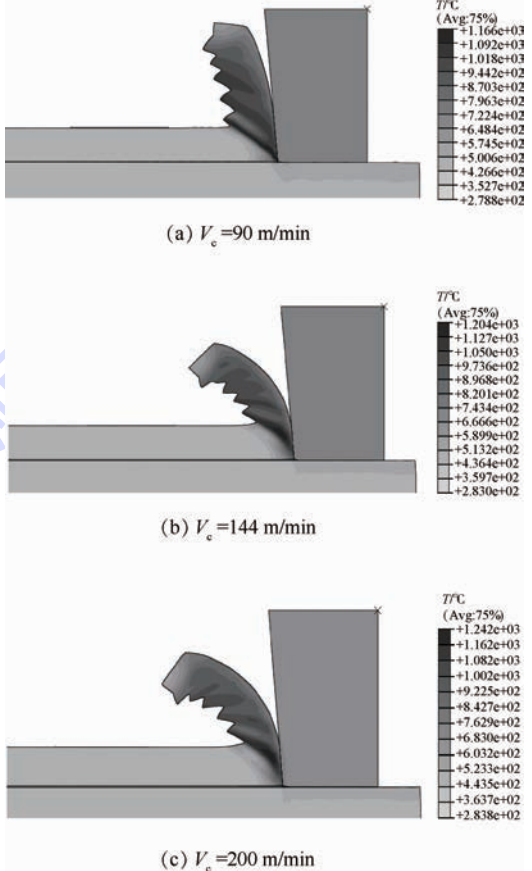 T/°C
(Avg:75%)
+1.166e+03
+1.092e+03
+1.018e+03
+9.442e+02
+8.703e+02
+7.963e+02
+7.224e+02
+6.484e+02
+5.745e+02
+5.006e+02
+4.266e+02
+3.527e+02
+2.788e+02
(a) Vc =90 m/min
T/°C
(Avg:75%)
+1.204e+03
+1.127e+03
+1.050e+03
+9.736e+02
+8.968e+02
+8.201e+02
+7.434e+02
+6.666e+02
+5.899e+02
+5.132e+02
+4.364e+02
+3.597e+02
+2.830e+02
(b) Vc =144 m/min
T/°C
(Avg:75%)
+1.242e+03
+1.162e+03
+1.082e+03
+1.002e+03
+9.225e+02
+8.427e+02
+7.629e+02
+6.830e+02
+6.032e+02
+5.233e+02
+4.435e+02
+3.637e+02
+2.838e+02
(c) Vc =200 m/min